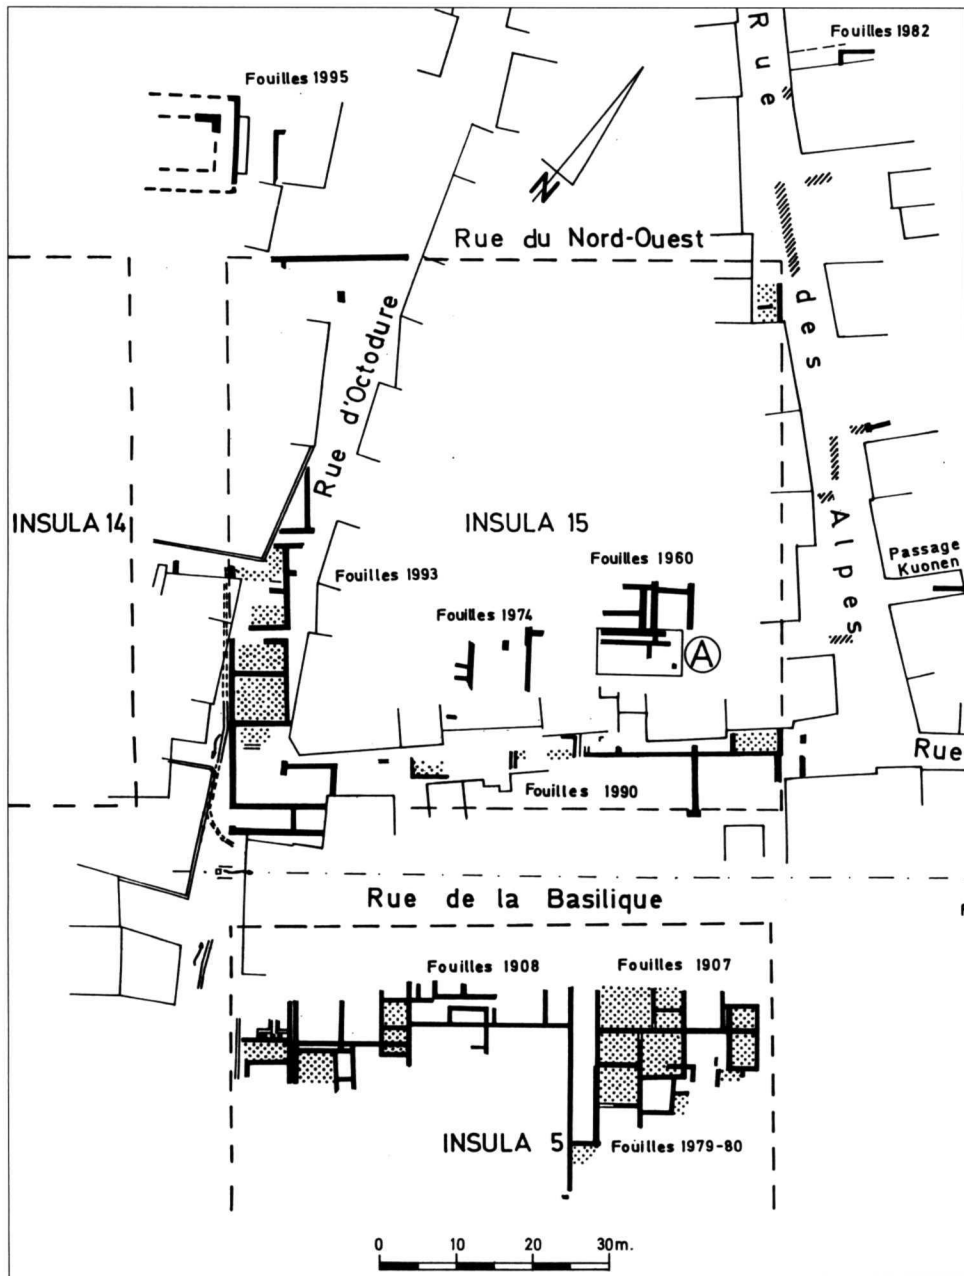 Fouilles 1982
Rue des Alpes
Fouilles 1995
N
Rue du Nord-Ouest
Rue d'Octodure
INSULA 14
INSULA 15
Fouilles 1993
Fouilles 1960
Passage
Kuonen
Fouilles 1974
A
Rue
Fouilles 1990
Rue de la Basilique
Fouilles 1908
Fouilles 1907
INSULA 5
Fouilles 1979-80
0 10 20 30m.